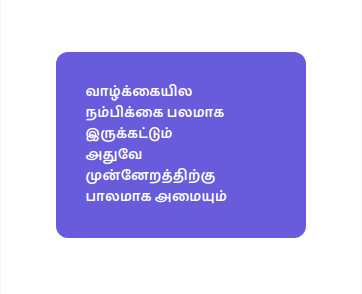 வாழ்க்கையில
நம்பிக்கை பலமாக
இருக்கட்டும்
அதுவே
முன்னேறத்திற்கு
பாலமாக அமையும்